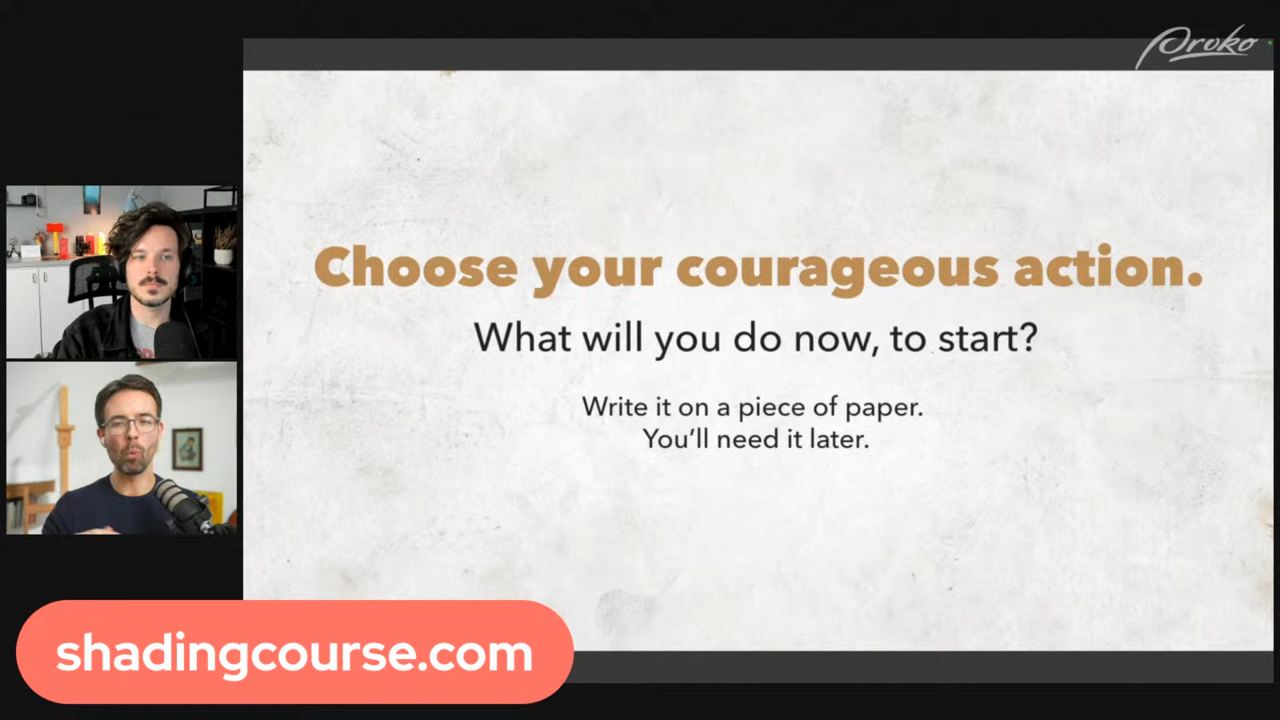 Proko
Choose your courageous action.
What will you do now, to start?
Write it on a piece of paper.
You’ll need it later.
shadingcourse.com